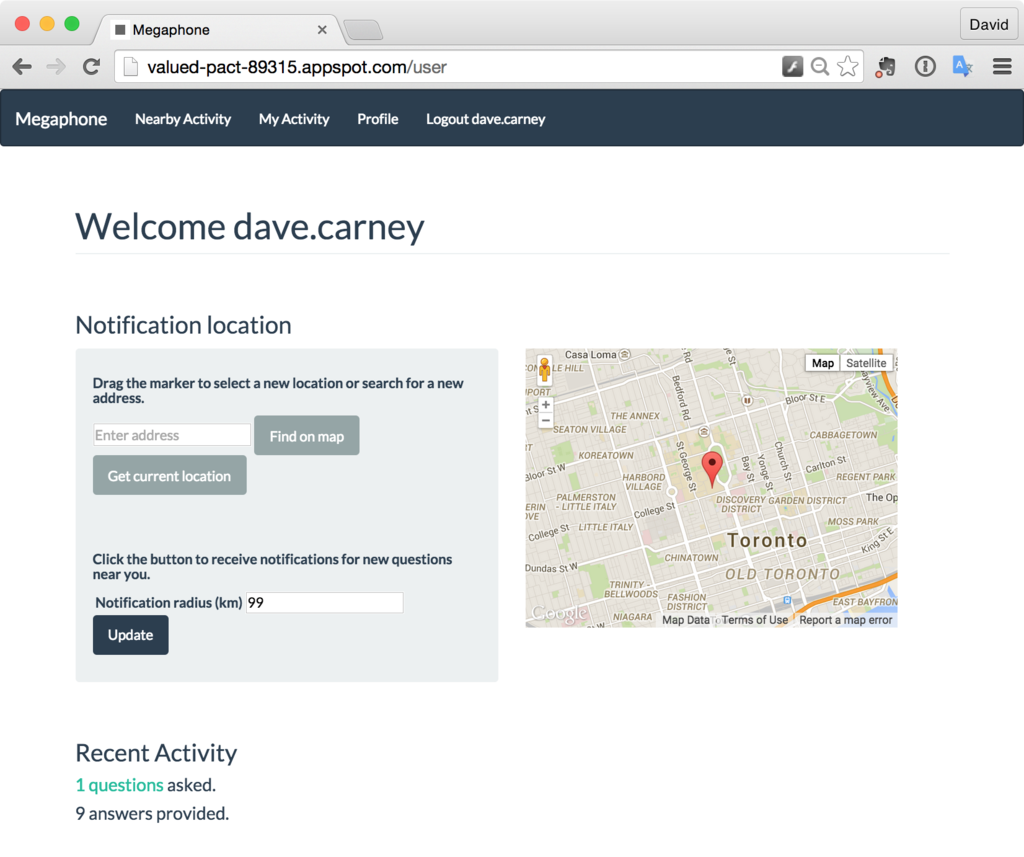 Megaphone
David
valued-pact-89315.appspot.com/user
Megaphone Nearby Activity My Activity Profile Logout dave.carney
Welcome dave.carney
Notification location
Drag the marker to select a new location or search for a new
address.
Enter address Find on map
Get current location
Click the button to receive notifications for new questions
near you.
Notification radius (km) 99
Update
Casa Loma
Map Satellite
Bedford Rd
Bloor St E
THE ANNEX
SEATON VILLAGE
CABBAGETOWN
KOREATOWN
St George St
Bay St
Yonge St
Church St
Carlton St
Bloor St W
HARBORD
VILLAGE
REGENT PARK
PALMERSTON
- LITTLE ITALY
DISCOVERY
DISTRICT
GARDEN DISTRICT
The Op
College St
LITTLE ITALY
MOSS PARK
College St
Toronto
King St E
CHINATOWN
Dundas St W
OLD TORONTO
TRINITY -
BELLWOODS
FASHION
DISTRICT
EAST BAYFRON
Google
NIAGARA
Map Data Terms of Use Report a map error
Recent Activity
1 questions asked.
9 answers provided.